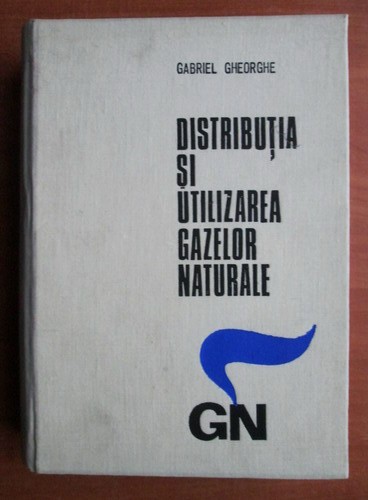 GABRIEL GHEORGHE
DISTRIBUȚIA
ȘI
UTILIZAREA
GAZELOR
NATURALE
GN